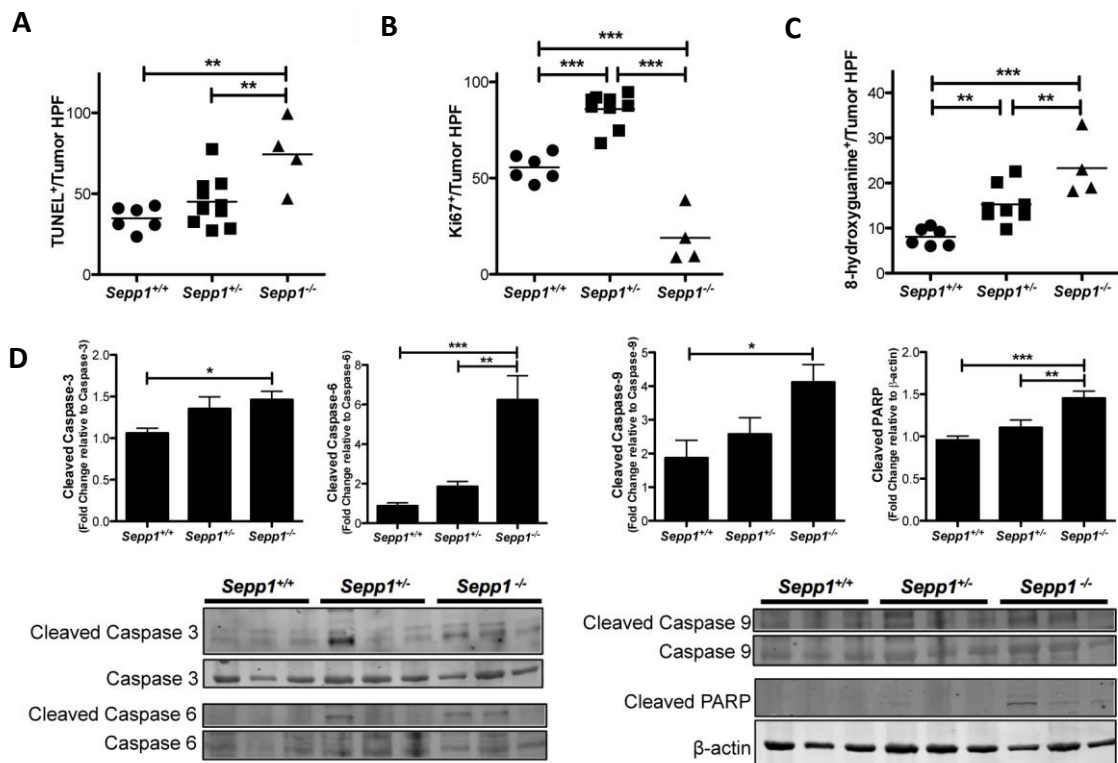 A
TUNEL⁺/Tumor HPF
100
50
0
**
**
Sepp1+/+ Sepp1+/- Sepp1-/-
B
Ki67⁺/Tumor HPF
100
50
0
***
*** ***
Sepp1+/+ Sepp1+/- Sepp1-/-
C
8-hydroxyguanine⁺/Tumor HPF
40
30
20
10
0
***
** **
Sepp1+/+ Sepp1+/- Sepp1-/-
D
Cleaved Caspase-3
(Fold Change relative to Caspase-3)
2.0
1.5
1.0
0.5
0.0
*
Sepp1+/+ Sepp1+/- Sepp1-/-
Cleaved Caspase-6
(Fold Change relative to Caspase-6)
8
6
4
2
0
***
**
Sepp1+/+ Sepp1+/- Sepp1-/-
Cleaved Caspase-9
(Fold Change relative to Caspase-9)
5
4
3
2
1
0
*
Sepp1+/+ Sepp1+/- Sepp1-/-
Cleaved PARP
(Fold Change relative to β-actin)
2.0
1.5
1.0
0.5
0.0
***
**
Sepp1+/+ Sepp1+/- Sepp1-/-
Sepp1+/+ Sepp1+/- Sepp1 -/-
Cleaved Caspase 3
Caspase 3
Cleaved Caspase 6
Caspase 6
Sepp1+/+ Sepp1+/- Sepp1 -/-
Cleaved Caspase 9
Caspase 9
Cleaved PARP
β-actin